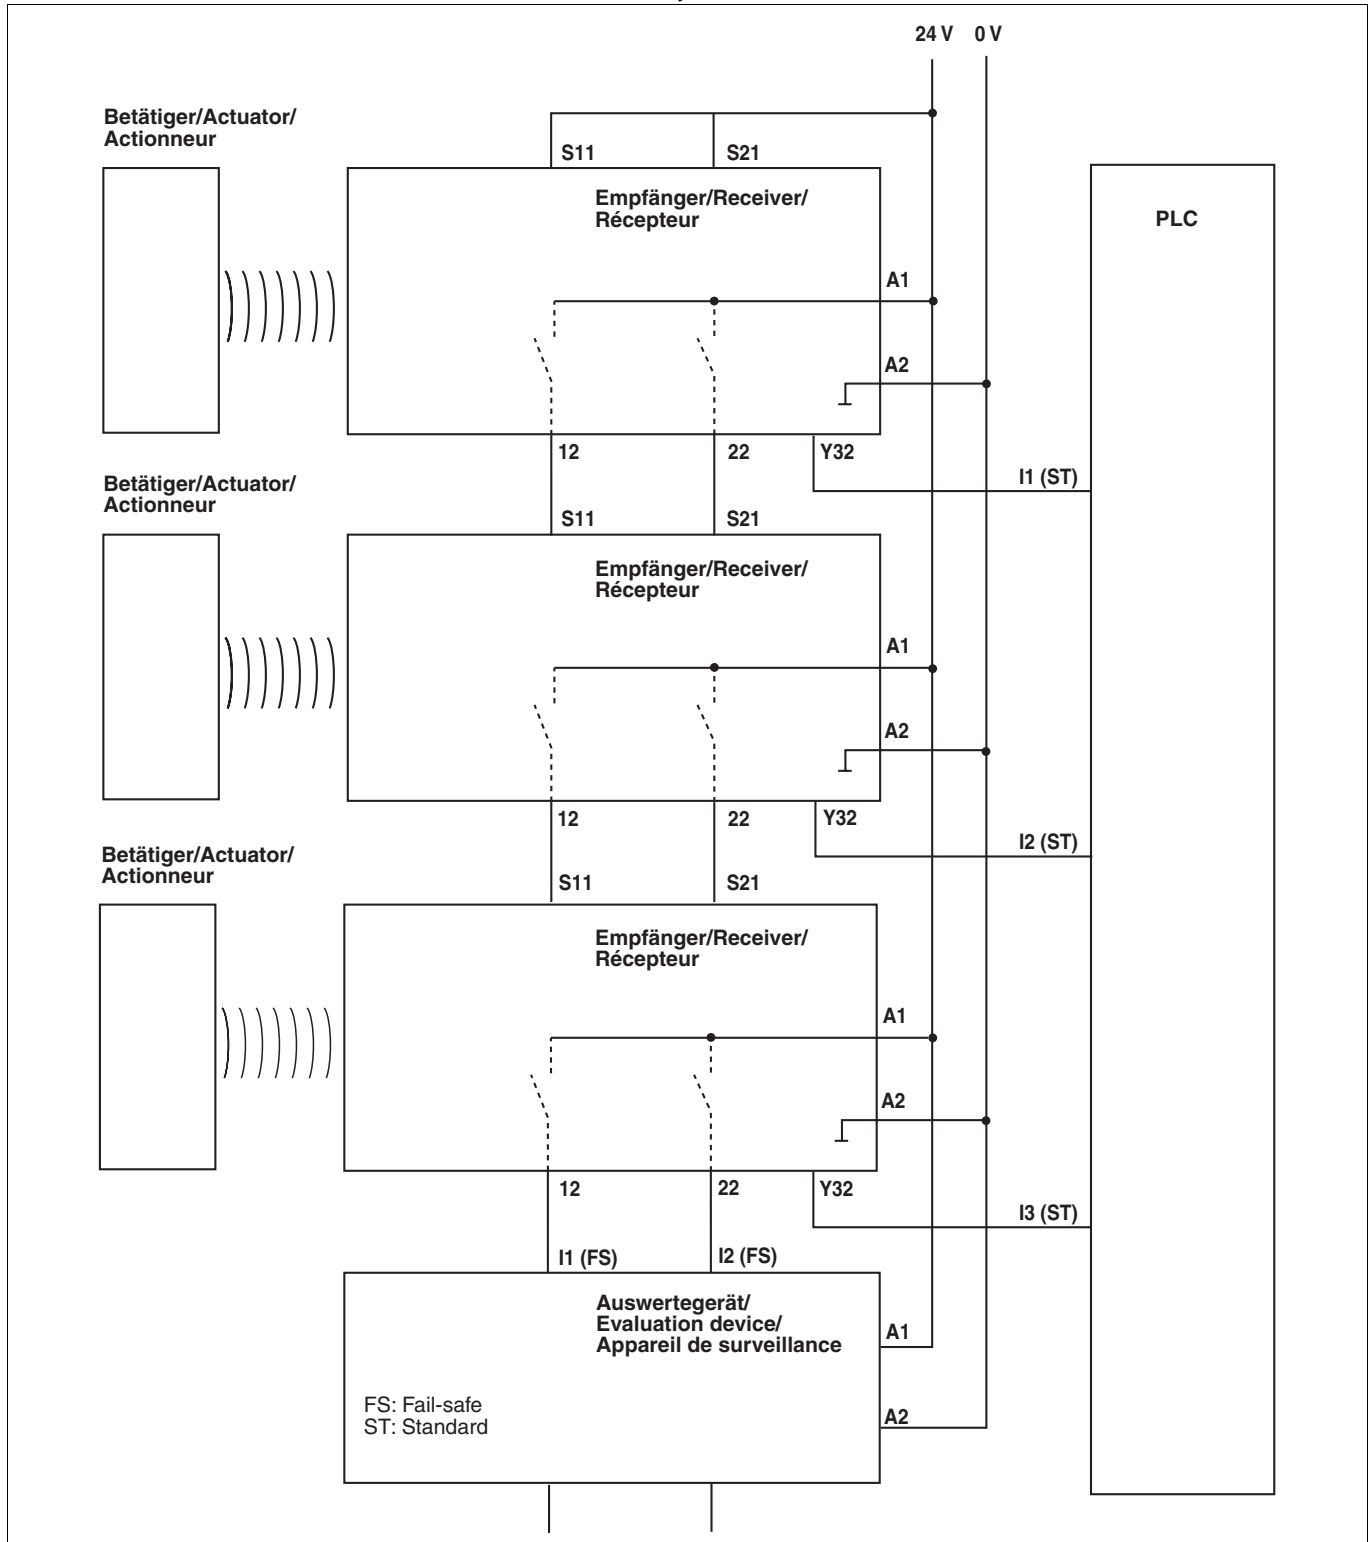 24 V 0 V
Betätiger/Actuator/
Actionneur
S11 S21
Empfänger/Receiver/
Récepteur
PLC
A1
A2
12 22 Y32
I1 (ST)
Betätiger/Actuator/
Actionneur
S11 S21
Empfänger/Receiver/
Récepteur
A1
A2
12 22 Y32
I2 (ST)
Betätiger/Actuator/
Actionneur
S11 S21
Empfänger/Receiver/
Récepteur
A1
A2
12 22 Y32
I3 (ST)
I1 (FS) I2 (FS)
Auswertegerät/
Evaluation device/
Appareil de surveillance
A1
FS: Fail-safe
ST: Standard
A2